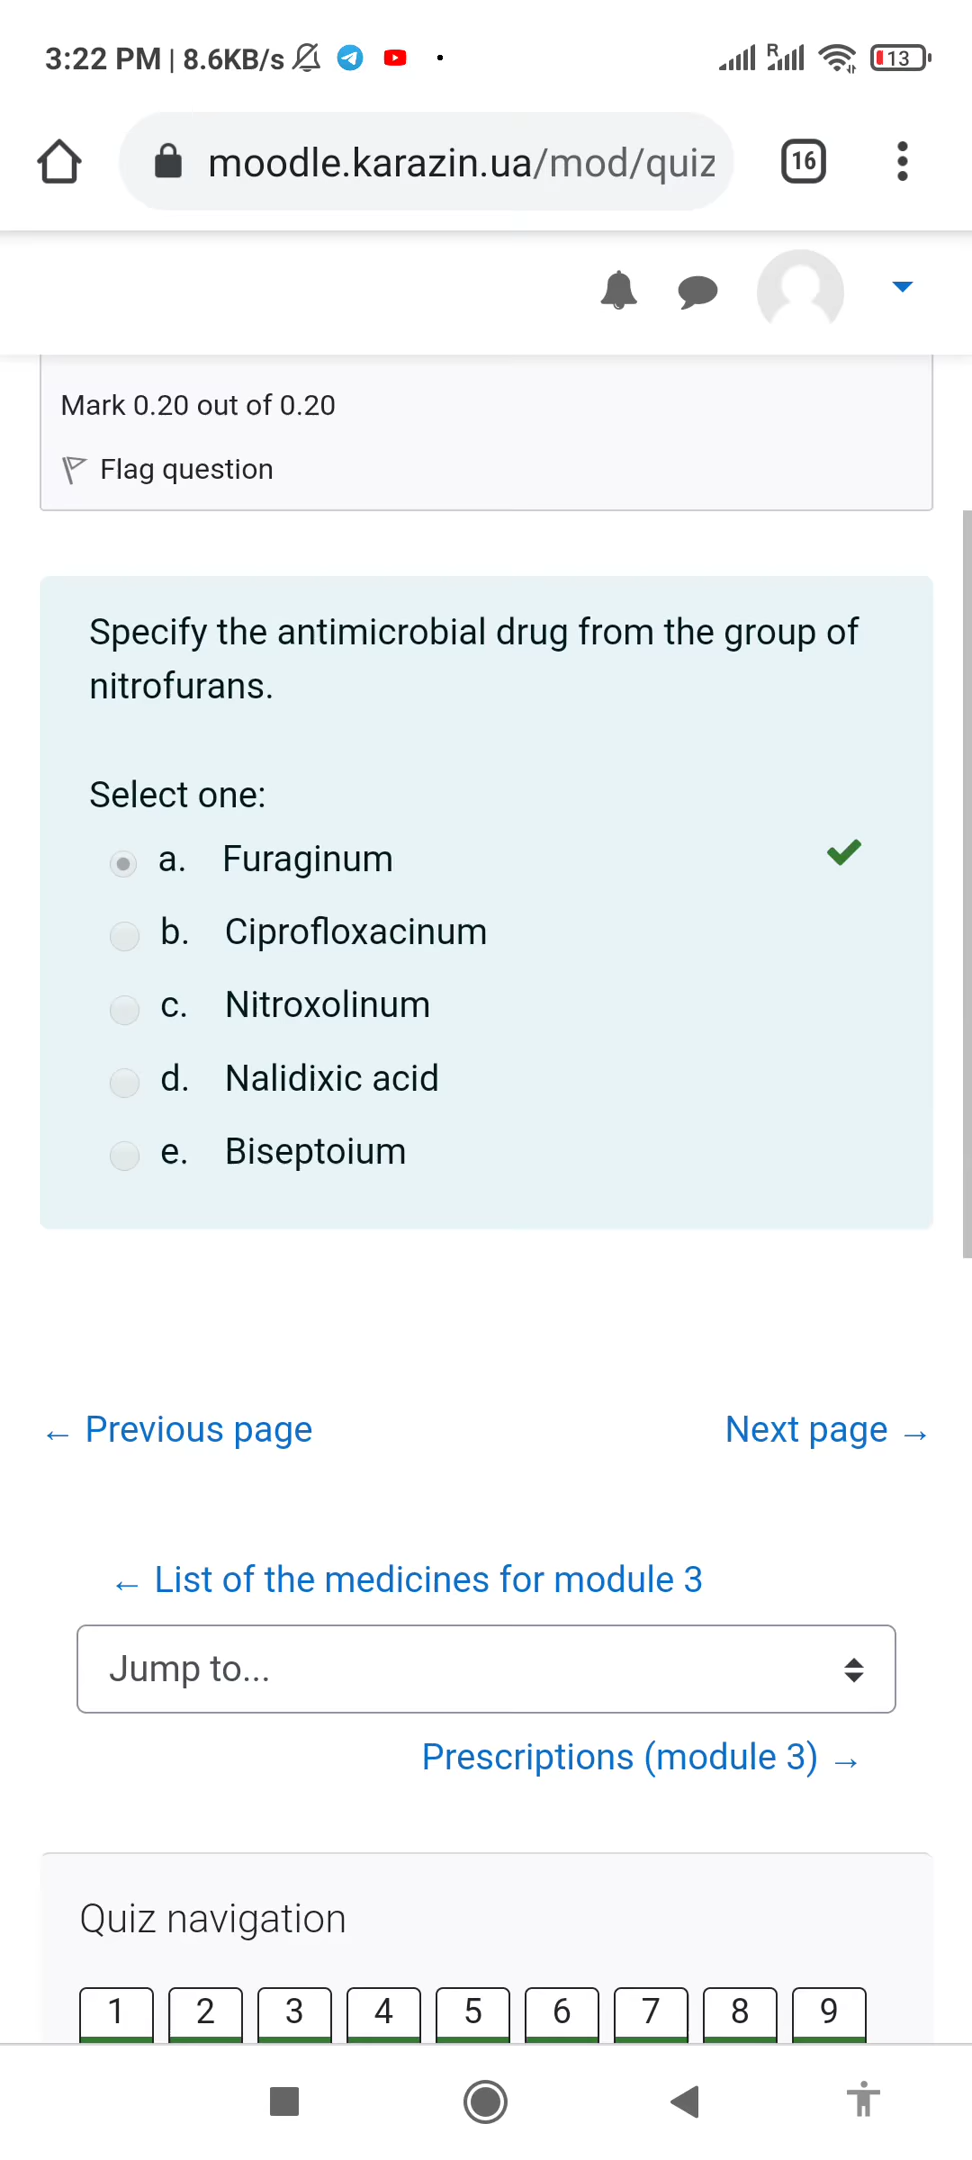 3:22 PM | 8.6KB/s
R
13
moodle.karazin.ua/mod/quiz
16
Mark 0.20 out of 0.20
Flag question
Specify the antimicrobial drug from the group of
nitrofurans.
Select one:
a. Furaginum
b. Ciprofloxacinum
c. Nitroxolinum
d. Nalidixic acid
e. Biseptoium
← Previous page
Next page →
← List of the medicines for module 3
Jump to...
Prescriptions (module 3) →
Quiz navigation
1 2 3 4 5 6 7 8 9